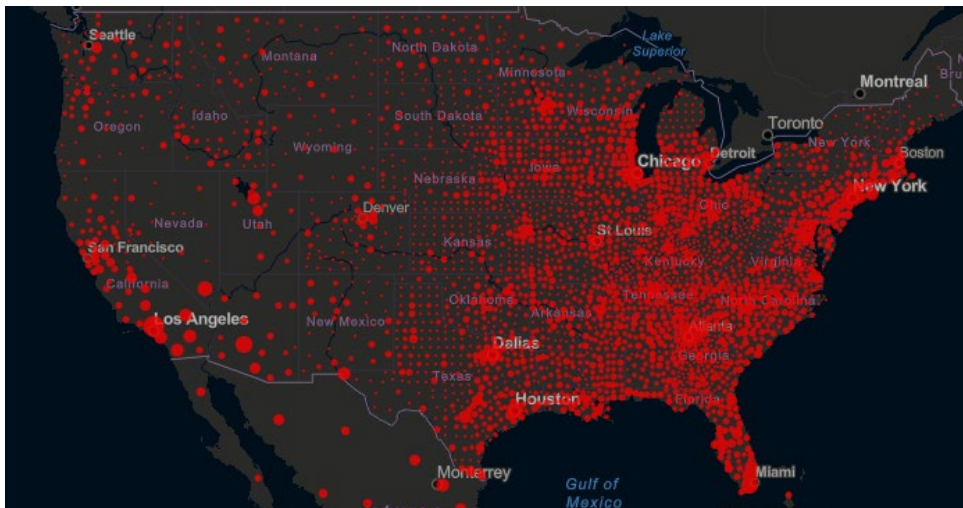 Seattle
Lake
Superior
Montana
North Dakota
Minnesota
Montreal
Oregon
Idaho
South Dakota
Wisconsin
Toronto
Wyoming
New York
Boston
Iowa
Chicago
Detroit
Nebraska
New York
Denver
Ohio
Nevada
Utah
St Louis
San Francisco
Kansas
Kentucky
Virginia
California
Oklahoma
Tennessee
North Carolina
Los Angeles
New Mexico
Arkansas
Atlanta
Dallas
Georgia
Texas
Houston
Florida
Monterrey
Miami
Gulf of
Mexico